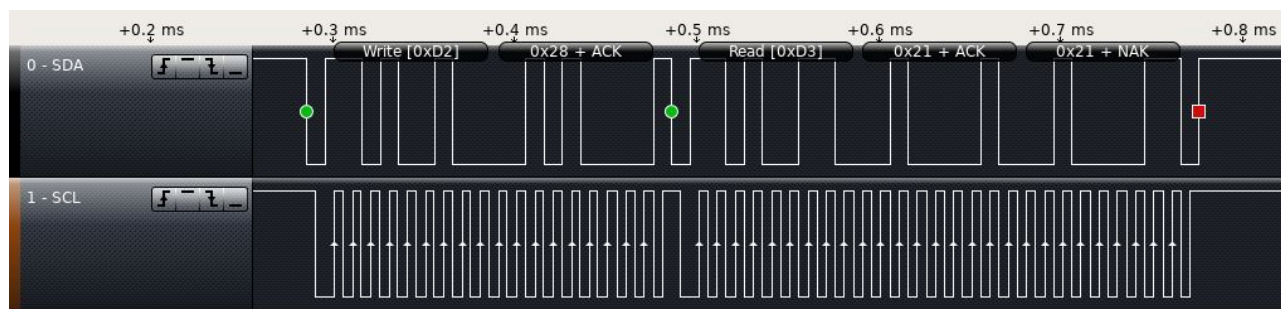 +0.2 ms +0.3 ms +0.4 ms +0.5 ms +0.6 ms +0.7 ms +0.8 ms
Write [0xD2] 0x28 + ACK Read [0xD3] 0x21 + ACK 0x21 + NAK
0 - SDA
1 - SCL